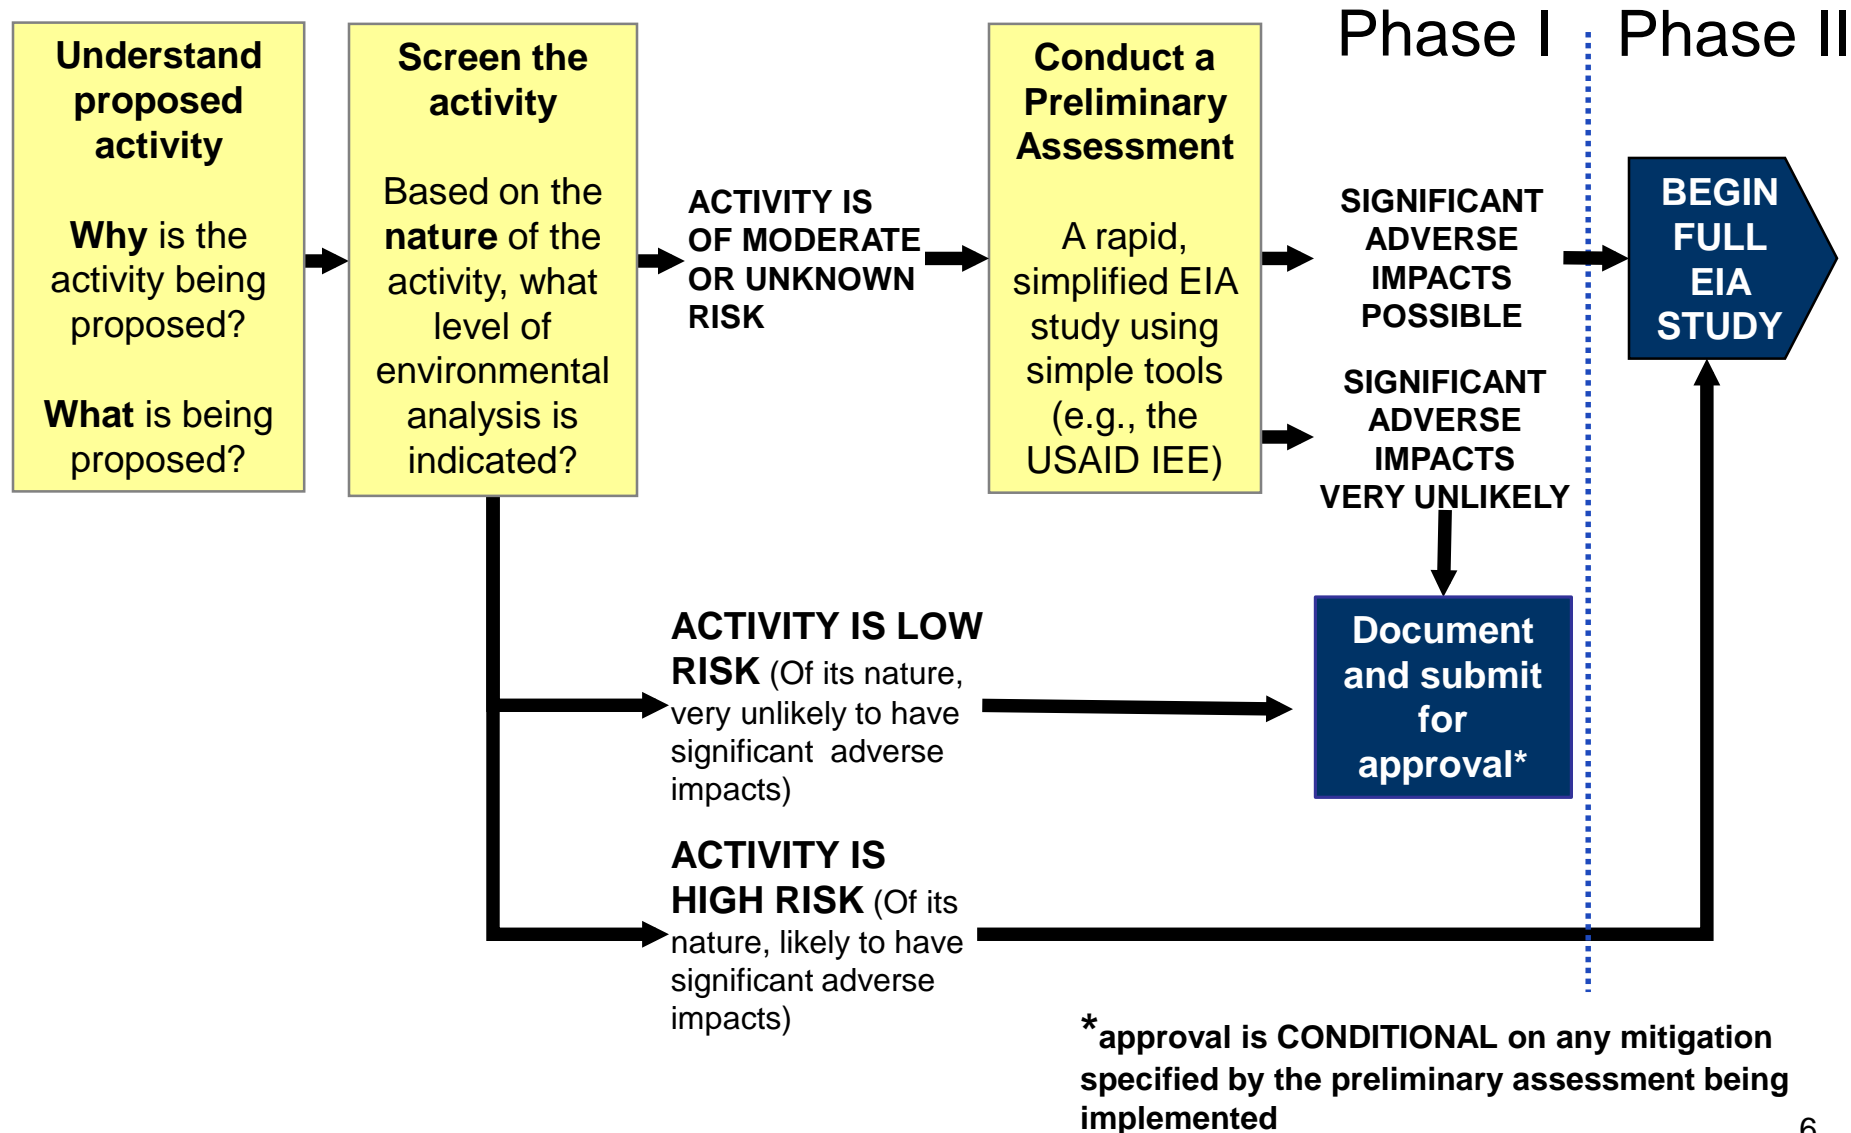 Phase I
Phase II
Understand
proposed
activity
Why is the
activity being
proposed?
What is being
proposed?
Screen the
activity
Based on the
nature of the
activity, what
level of
environmental
analysis is
indicated?
ACTIVITY IS
OF MODERATE
OR UNKNOWN
RISK
Conduct a
Preliminary
Assessment
A rapid,
simplified EIA
study using
simple tools
(e.g., the
USAID IEE)
SIGNIFICANT
ADVERSE
IMPACTS
POSSIBLE
SIGNIFICANT
ADVERSE
IMPACTS
VERY UNLIKELY
BEGIN
FULL
EIA
STUDY
ACTIVITY IS LOW
RISK (Of its nature,
very unlikely to have
significant adverse
impacts)
Document
and submit
for
approval*
ACTIVITY IS
HIGH RISK (Of its
nature, likely to have
significant adverse
impacts)
*approval is CONDITIONAL on any mitigation
specified by the preliminary assessment being
implemented
6